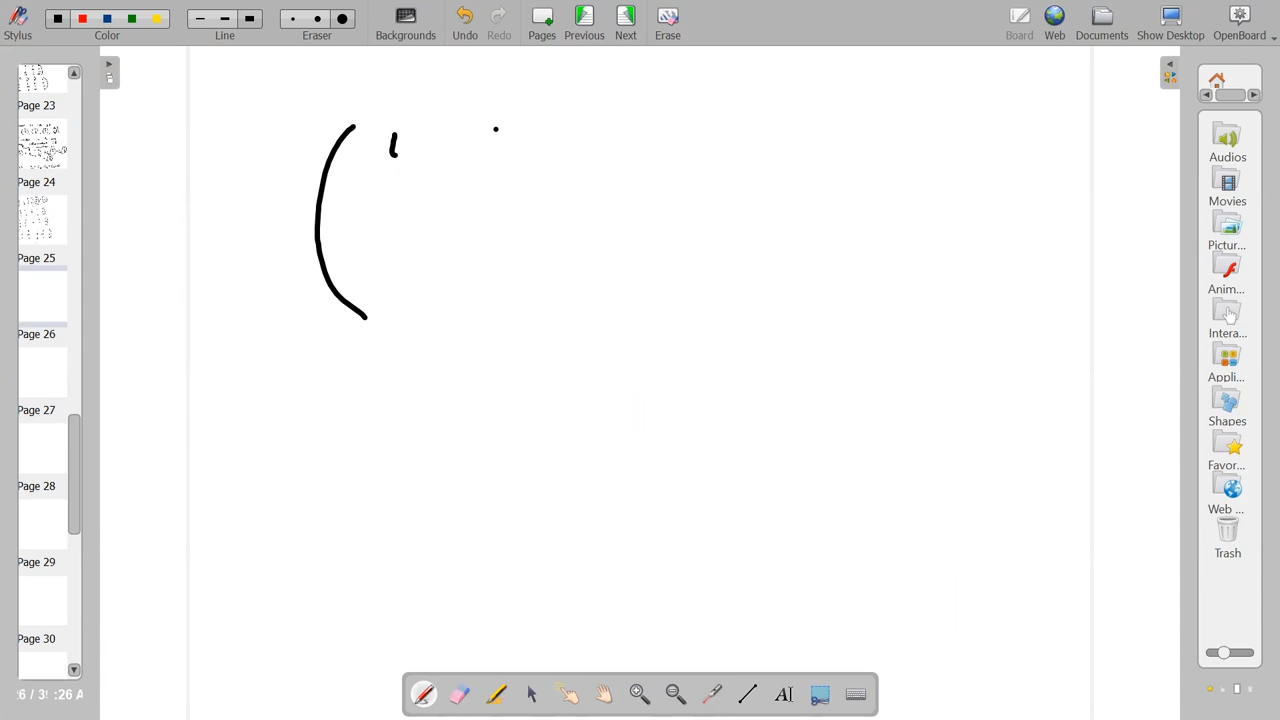 Stylus
Color
Line
Eraser
Backgrounds
Undo
Redo
Pages
Previous
Next
Erase
Board
Web
Documents
Show Desktop
OpenBoard
Page 23
Page 24
Page 25
Page 26
Page 27
Page 28
Page 29
Page 30
(
Audios
Movies
Pictur...
Anim...
Intera...
Appli...
Shapes
Favor...
Web ...
Trash
AI